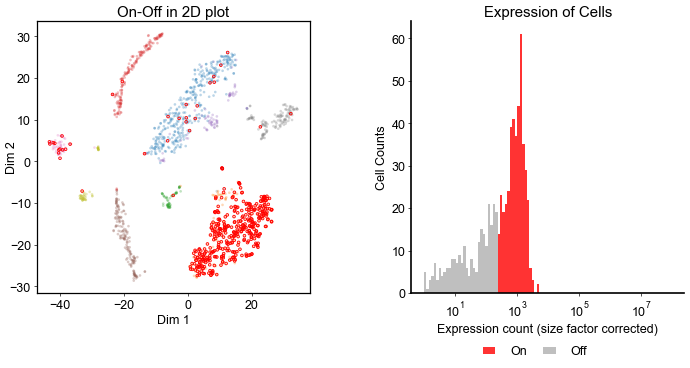 On-Off in 2D plot
Dim 2
30
20
10
0
−10
−20
−30
−40
−20
0
20
Dim 1
Expression of Cells
Cell Counts
60
50
40
30
20
10
0
10^1
10^3
10^5
10^7
Expression count (size factor corrected)
On
Off